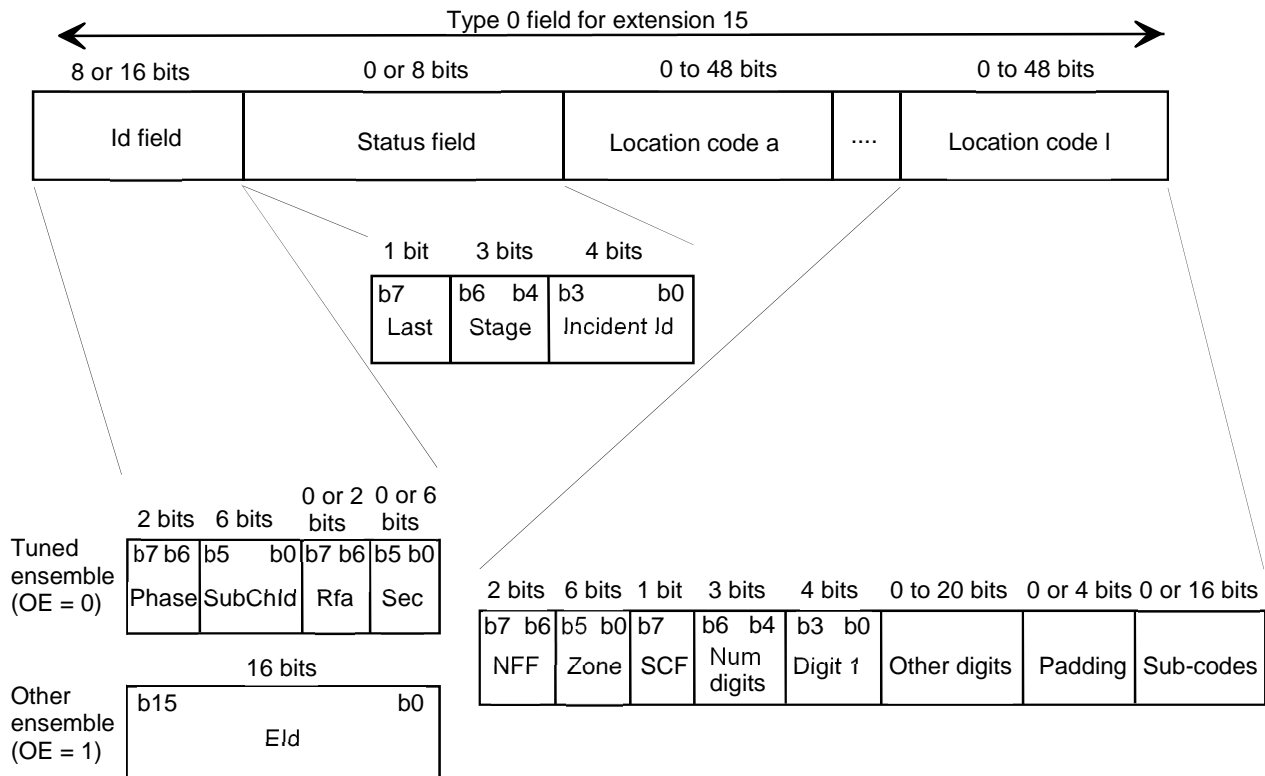 Type 0 field for extension 15
8 or 16 bits 0 or 8 bits 0 to 48 bits 0 to 48 bits
Id field Status field Location code a .... Location code l
1 bit 3 bits 4 bits
b7 b6 b4 b3 b0
Last Stage Incident Id
Tuned
ensemble
(OE = 0)
2 bits 6 bits 0 or 2 bits 0 or 6 bits
b7 b6 b5 b0 b7 b6 b5 b0
Phase SubChId Rfa Sec
Other
ensemble
(OE = 1)
16 bits
b15 b0
EId
2 bits 6 bits 1 bit 3 bits 4 bits 0 to 20 bits 0 or 4 bits 0 or 16 bits
b7 b6 b5 b0 b7 b6 b4 b3 b0
NFF Zone SCF Num digits Digit 1 Other digits Padding Sub-codes